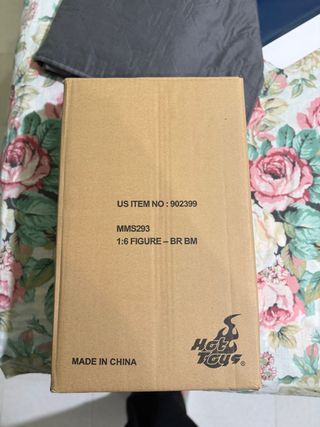 US ITEM NO : 902399
MMS293
1:6 FIGURE – BR BM
MADE IN CHINA
Hot
Toys®